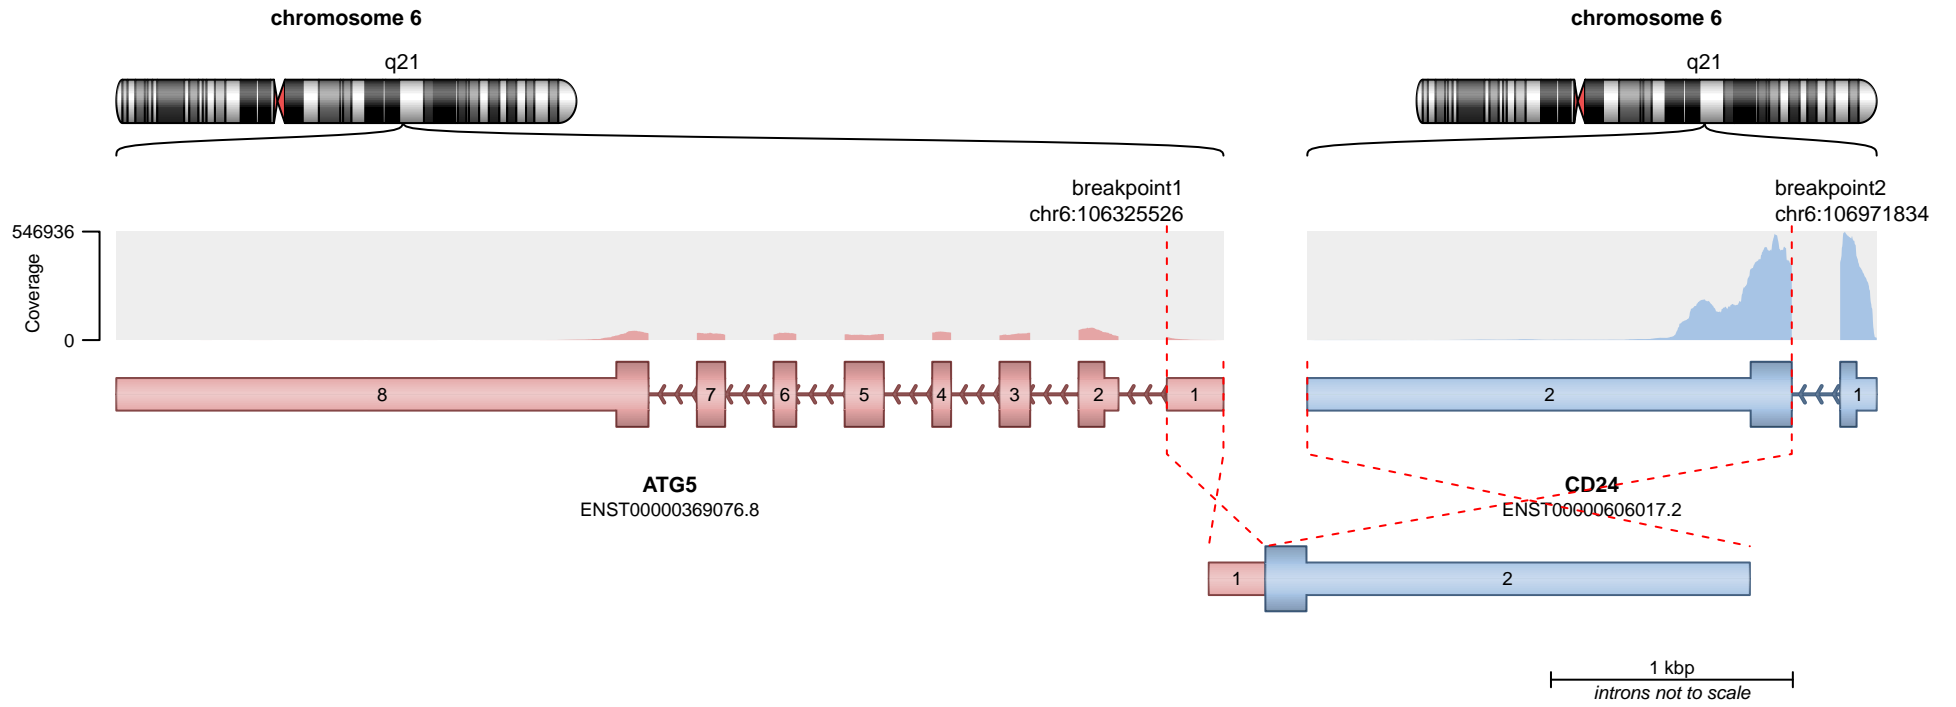 chromosome 6
chromosome 6
q21
q21
breakpoint1
chr6:106325526
breakpoint2
chr6:106971834
546936
Coverage
0
8
7
6
5
4
3
2
1
2
1
ATG5
ENST00000369076.8
CD24
ENST00000606017.2
1
2
1 kbp
introns not to scale